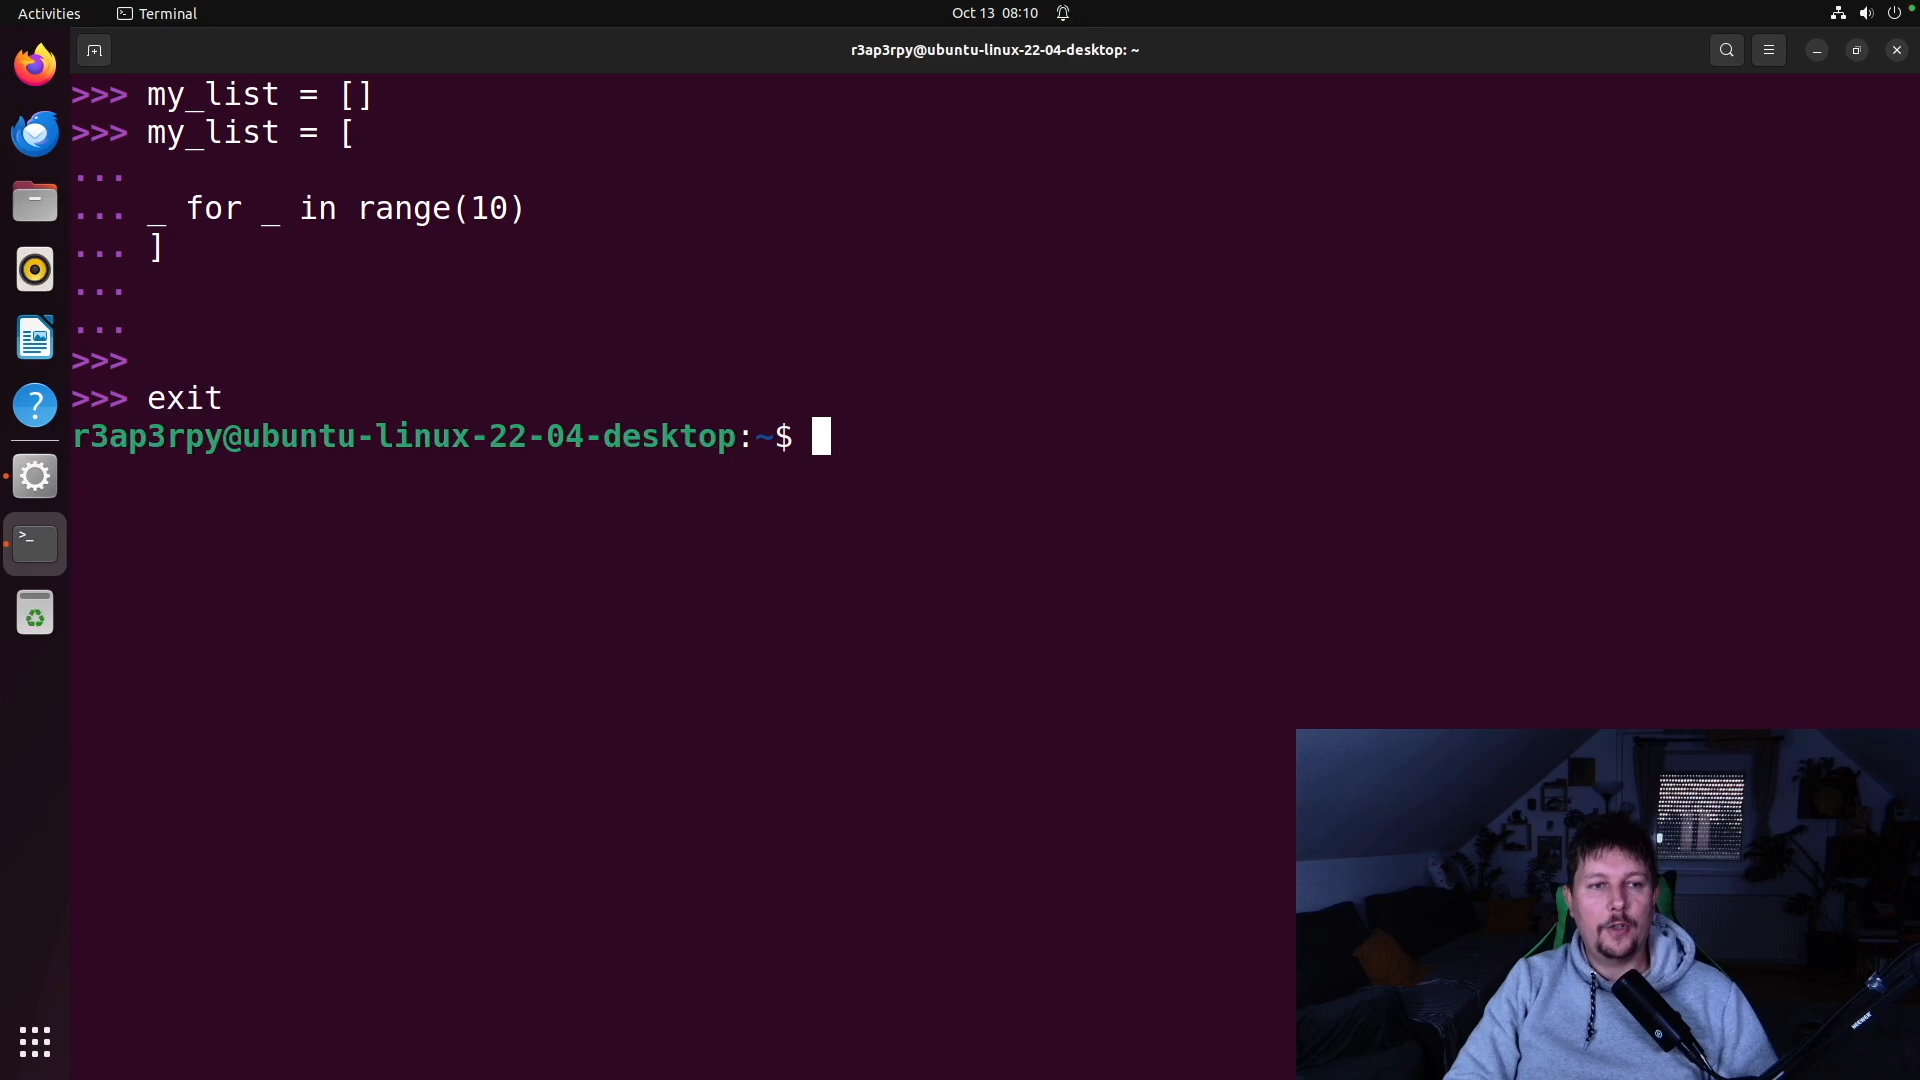 Activities
Terminal
Oct 13 08:10
r3ap3rpy@ubuntu-linux-22-04-desktop: ~
>>> my_list = []
>>> my_list = [
...
... _ for _ in range(10)
... ]
...
...
>>>
>>> exit
r3ap3rpy@ubuntu-linux-22-04-desktop:~$
NEEWER